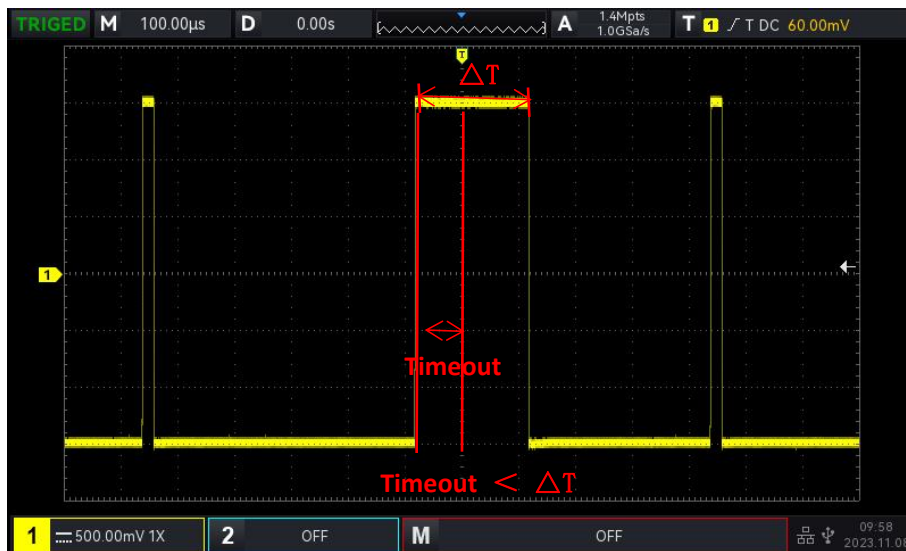 TRIGED M 100.00μs D 0.00s A 1.4Mpts 1.0GSa/s T 1 T DC 60.00mV
T
△T
1
Timeout
Timeout < △T
1 500.00mV 1X 2 OFF M OFF 09:58
2023.11.08